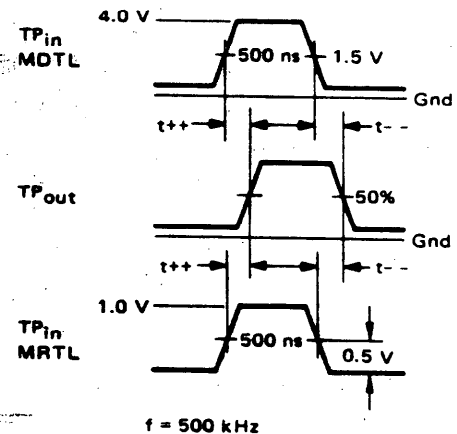 4.0 V
TPin
MDTL
500 ns
1.5 V
Gnd
t++
t--
TPout
50%
Gnd
t++
t--
1.0 V
TPin
MRTL
500 ns
0.5 V
f = 500 kHz